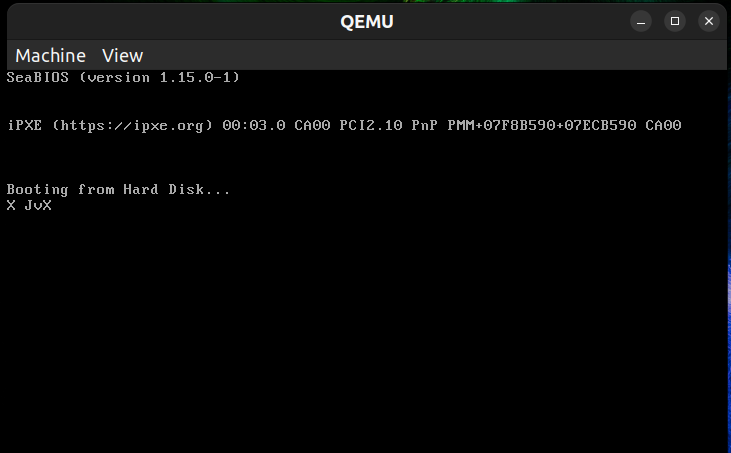 QEMU
Machine View
SeaBIOS (version 1.15.0-1)
iPXE (https://ipxe.org) 00:03.0 CA00 PCI2.10 PnP PMM+07F8B590+07ECB590 CA00
Booting from Hard Disk...
X JvX